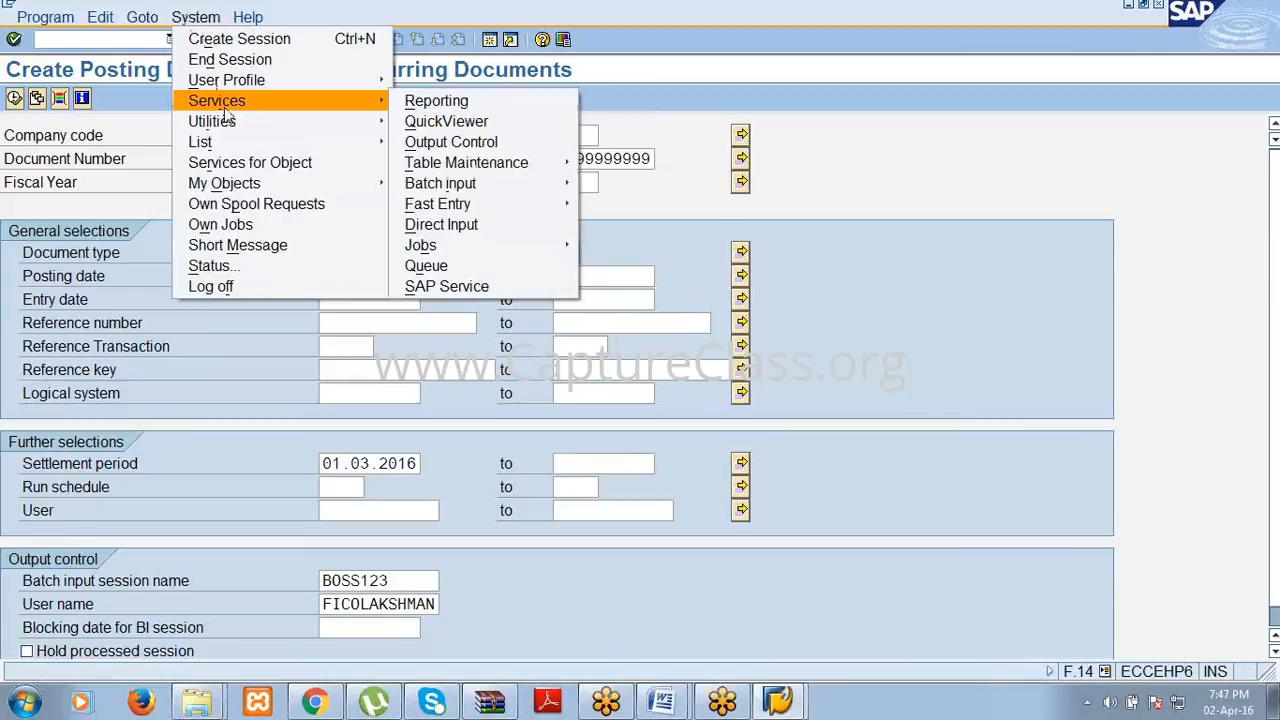 Program Edit Goto System Help
SAP
Create Session Ctrl+N
End Session
User Profile
Services
Utilities
List
Services for Object
My Objects
Own Spool Requests
Own Jobs
Short Message
Status...
Log off
Reporting
QuickViewer
Output Control
Table Maintenance
Batch input
Fast Entry
Direct Input
Jobs
Queue
SAP Service
Create Posting D urring Documents
Company code
Document Number 99999999
Fiscal Year
General selections
Document type
Posting date
Entry date to
Reference number to
Reference Transaction to
Reference key to
www.CaptureClass.org
Logical system to
Further selections
Settlement period 01.03.2016 to
Run schedule to
User to
Output control
Batch input session name BOSS123
User name FICOLAKSHMAN
Blocking date for BI session
Hold processed session
F.14 ECCEHP6 INS
7:47 PM
02-Apr-16